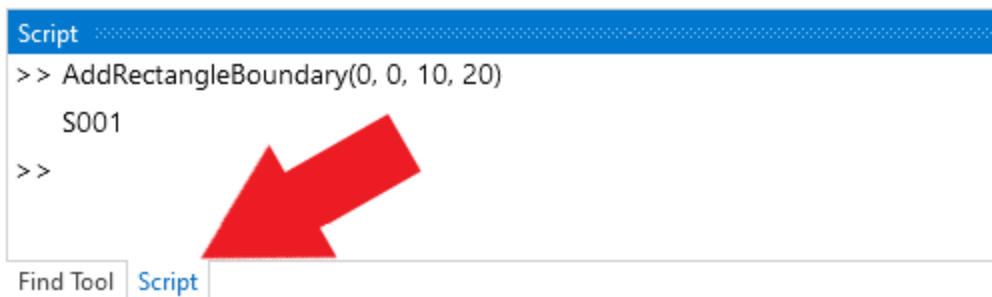 Script
>> AddRectangleBoundary(0, 0, 10, 20)
S001
>>
Find Tool Script